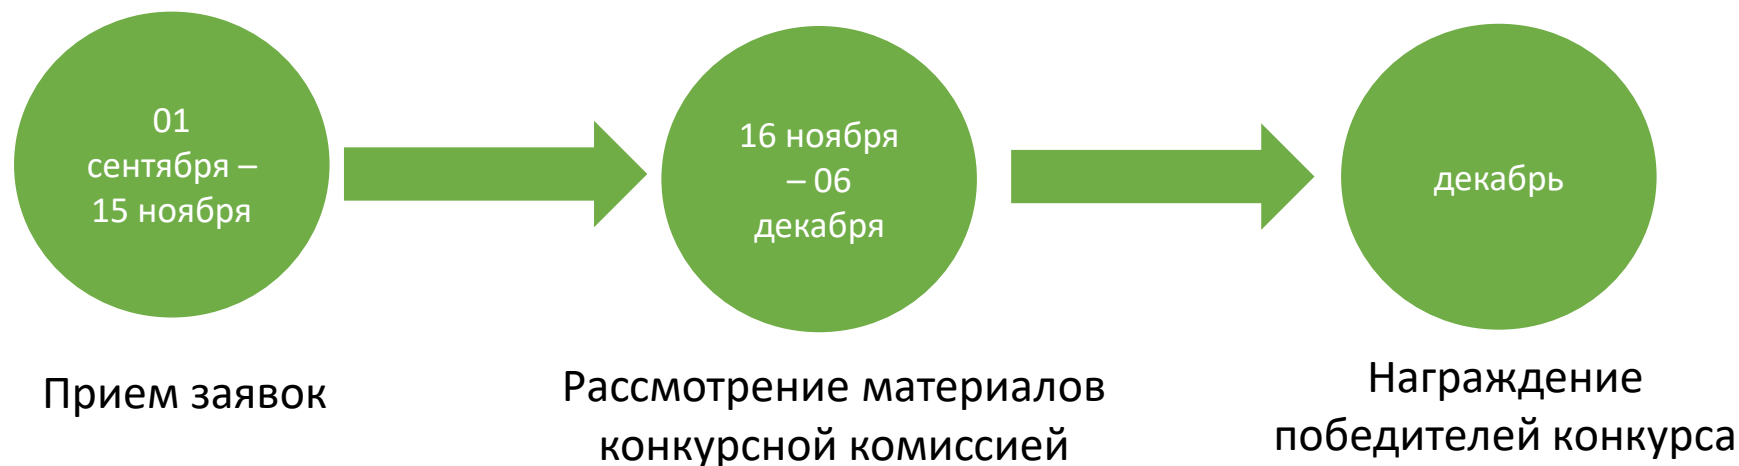 01
сентября –
15 ноября
Прием заявок
16 ноября
– 06
декабря
Рассмотрение материалов
конкурсной комиссией
декабрь
Награждение
победителей конкурса